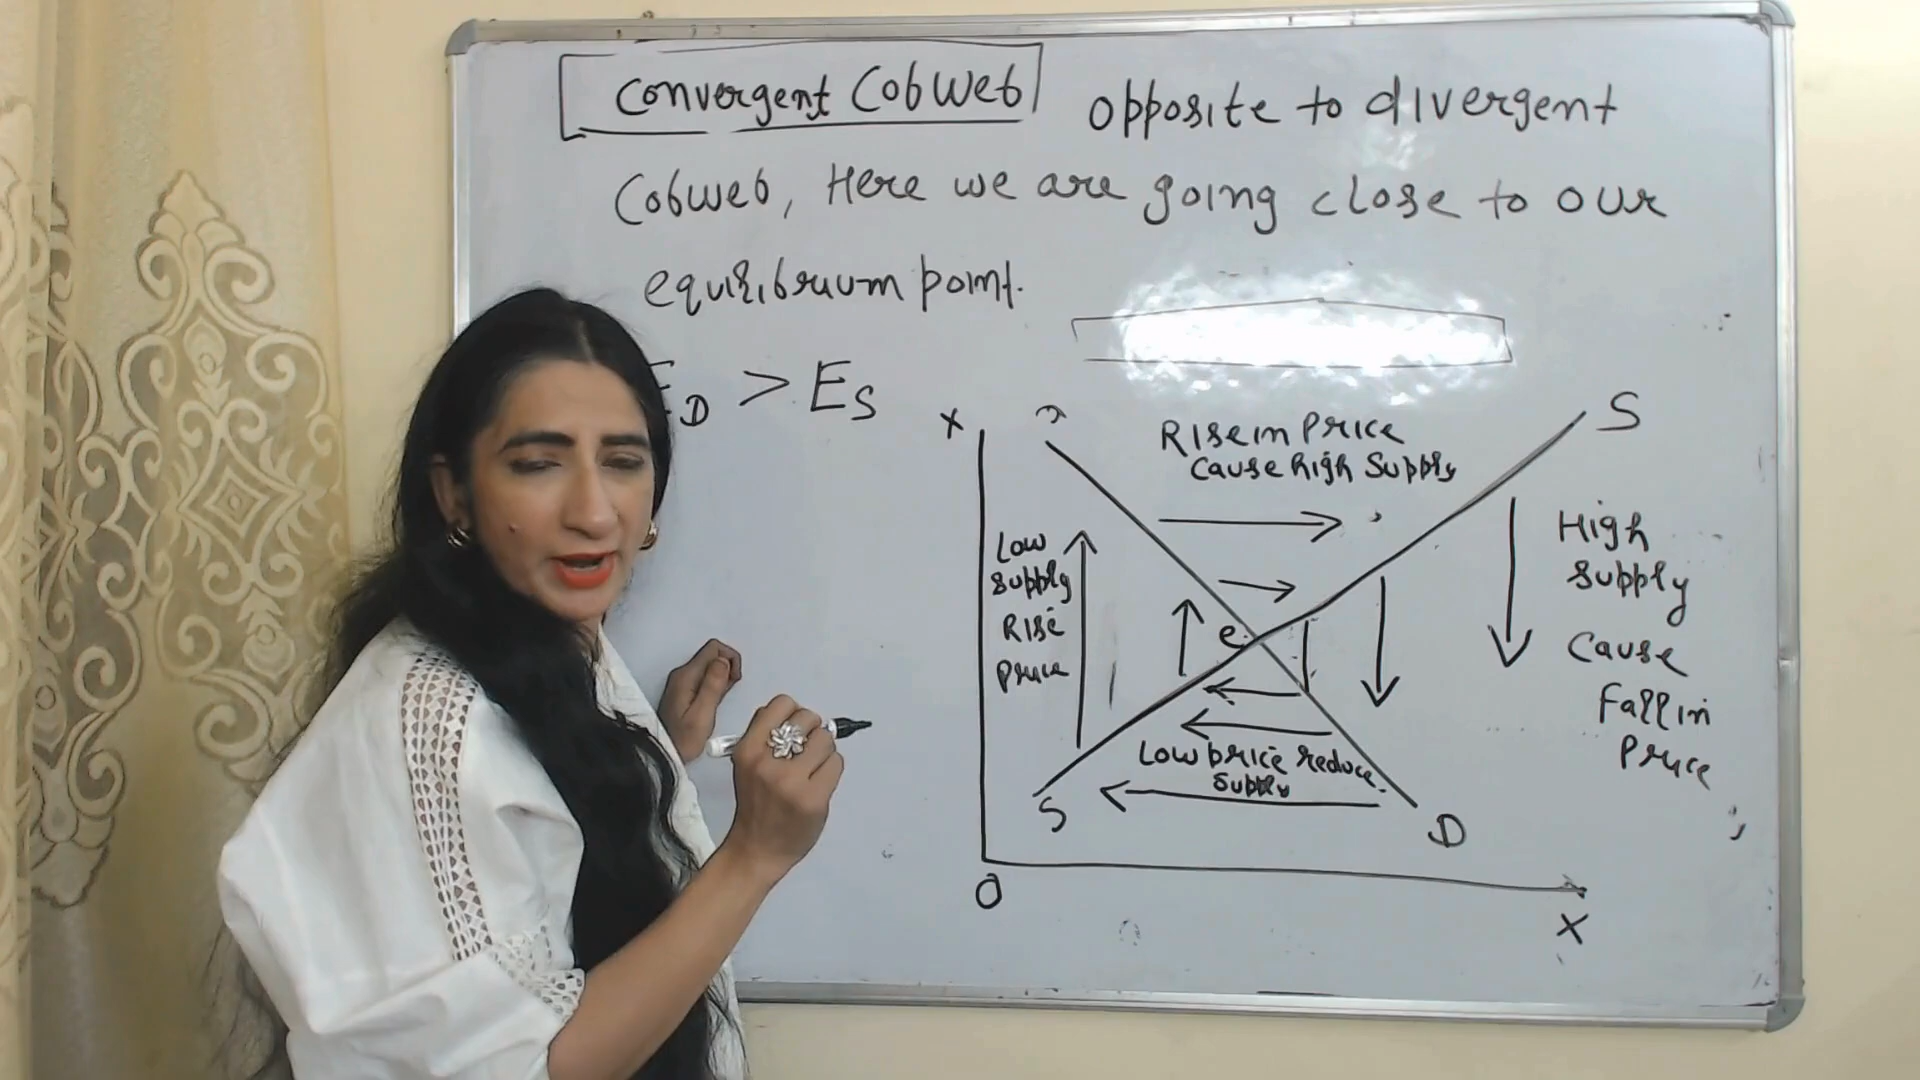 Convergent Cobweb opposite to divergent
Cobweb, Here we are going close to our
equilibrium point.
ED > ES
X
S
Rise in Price
Cause high Supply
Low
supply
Rise
price
High
supply
Cause
Fall in
Price
e
Low price reduce
supply
S
D
O
X